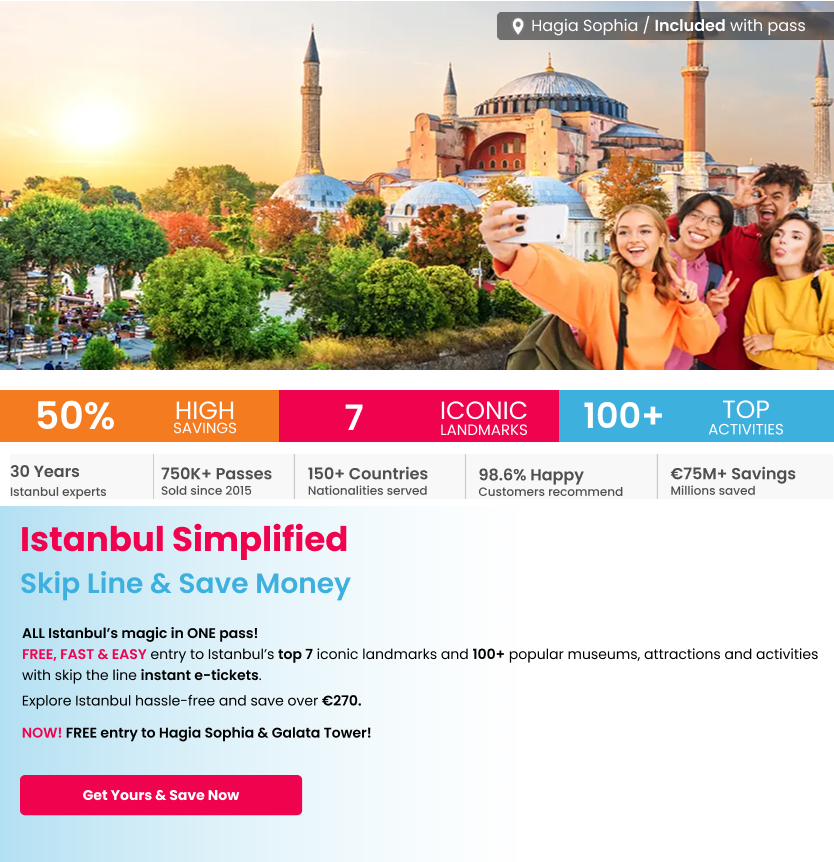 Hagia Sophia / Included with pass
50% HIGH SAVINGS
7 ICONIC LANDMARKS
100+ TOP ACTIVITIES
30 Years
Istanbul experts
750K+ Passes
Sold since 2015
150+ Countries
Nationalities served
98.6% Happy
Customers recommend
€75M+ Savings
Millions saved
Istanbul Simplified
Skip Line & Save Money
ALL Istanbul’s magic in ONE pass!
FREE, FAST & EASY entry to Istanbul’s top 7 iconic landmarks and 100+ popular museums, attractions and activities
with skip the line instant e-tickets.
Explore Istanbul hassle-free and save over €270.
NOW! FREE entry to Hagia Sophia & Galata Tower!
Get Yours & Save Now